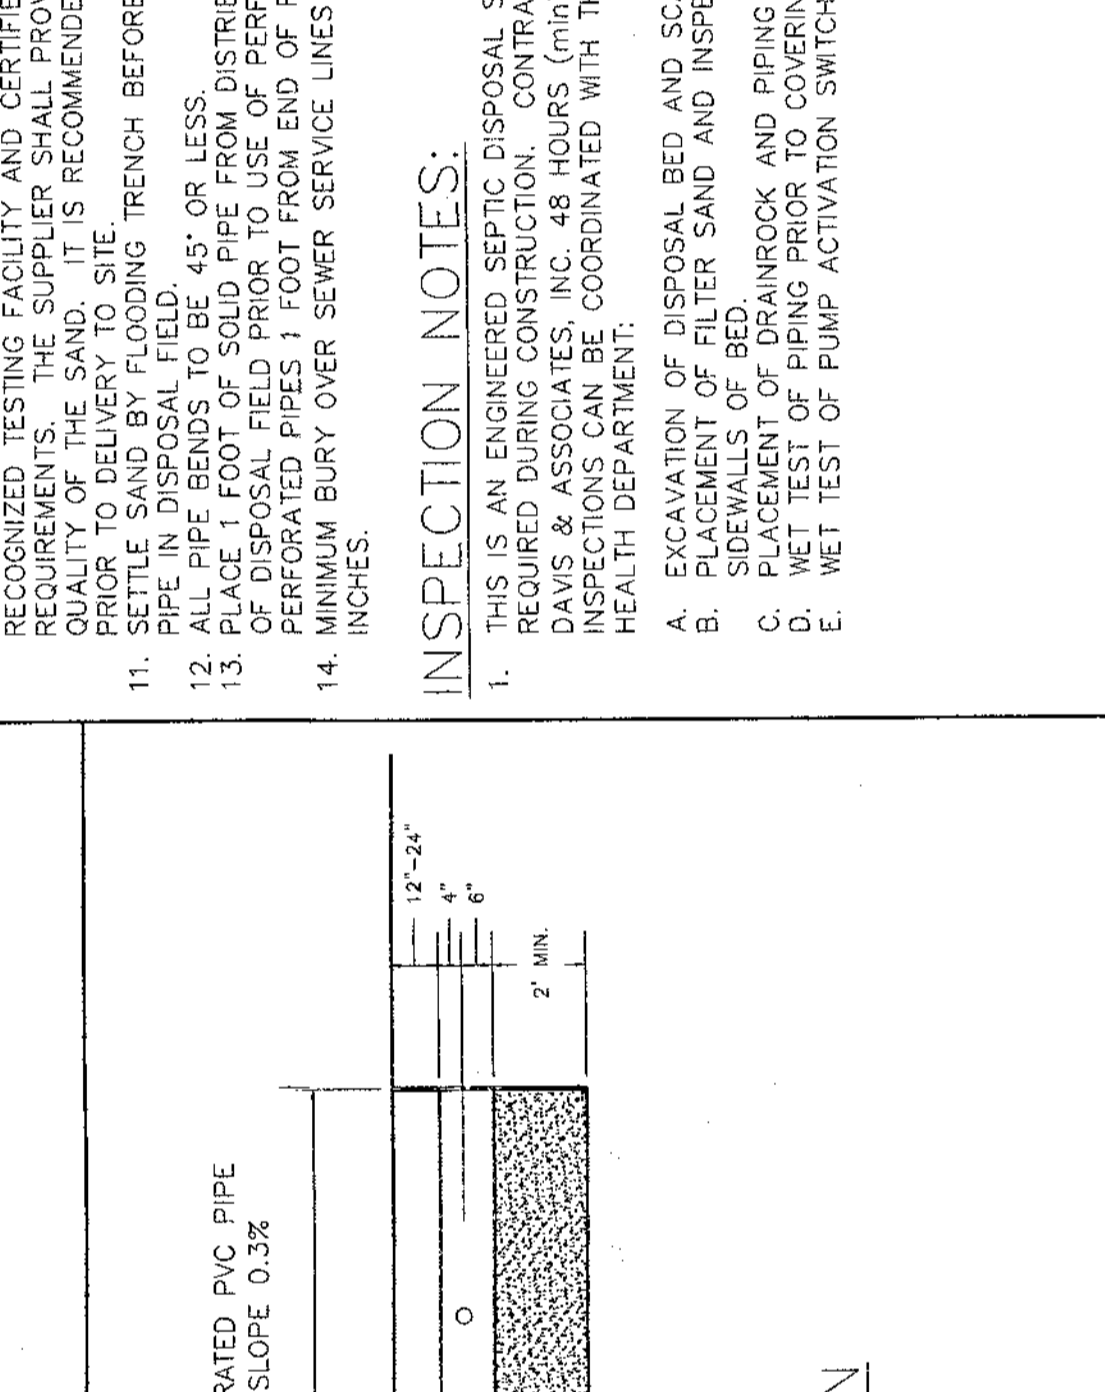 RECOGNIZED TESTING FACILITY AND
REQUIREMENTS. THE SUPPLIER SHALL
QUALITY OF THE SAND. IT IS
PRIOR TO DELIVERY TO SITE.
11. SETTLE SAND BY FLOODING TRENCH BEFORE
PIPE IN DISPOSAL FIELD.
12. ALL PIPE BENDS TO BE 45° OR LESS.
13. PLACE 1 FOOT OF SOLID PIPE FROM DISTRIB
OF DISPOSAL FIELD PRIOR TO USE OF PERF
PERFORATED PIPES 1 FOOT FROM END OF
14. MINIMUM BURY OVER SEWER SERVICE LINES
INCHES.
INSPECTION NOTES:
1. THIS IS AN ENGINEERED SEPTIC DISPOSAL S
REQUIRED DURING CONSTRUCTION. CONTRA
DAVIS & ASSOCIATES, INC. 48 HOURS (min
INSPECTIONS CAN BE COORDINATED WITH TH
HEALTH DEPARTMENT:
A. EXCAVATION OF DISPOSAL BED AND SCA
B. PLACEMENT OF FILTER SAND AND INSPE
SIDEWALLS OF BED.
C. PLACEMENT OF DRAINROCK AND PIPING
D. WET TEST OF PIPING PRIOR TO COVERIN
E. WET TEST OF PUMP ACTIVATION SWITCH
RATED PVC PIPE
SLOPE 0.3%
12"-24"
4"
6"
2' MIN.
N